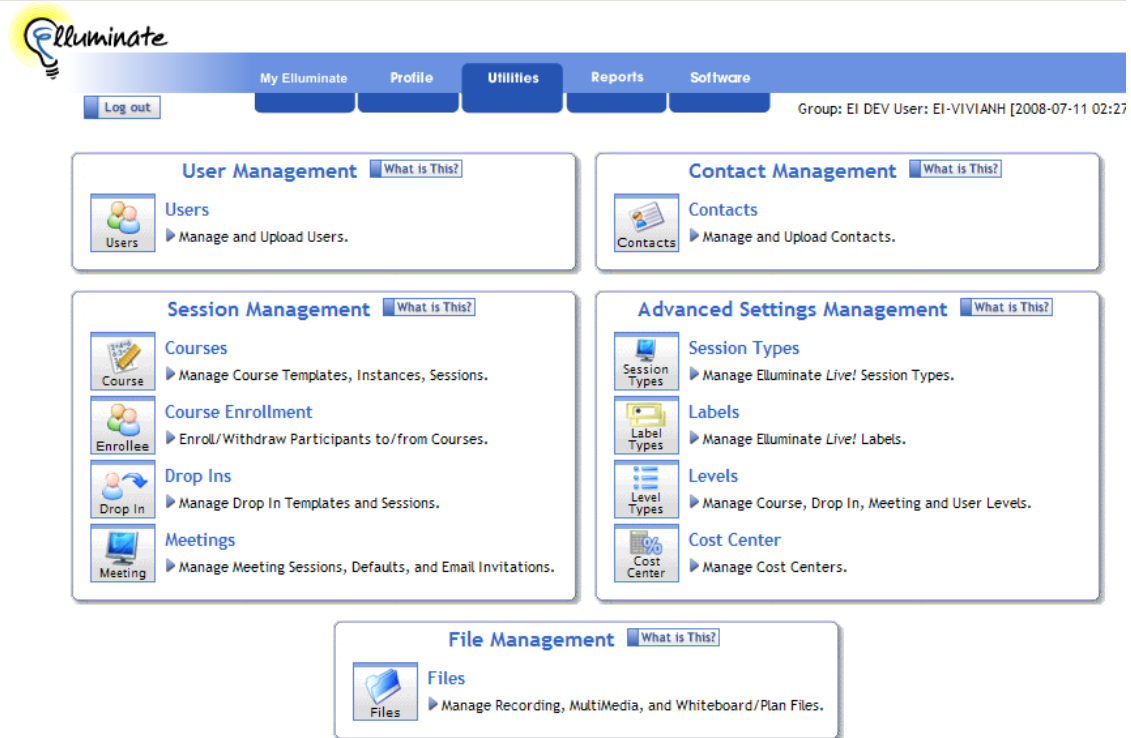 Elluminate
My Elluminate Profile Utilities Reports Software
Log out
Group: EI DEV User: EI-VIVIANH [2008-07-11 02:27
User Management What is This?
Users
Users
Manage and Upload Users.
Contact Management What is This?
Contacts
Contacts
Manage and Upload Contacts.
Session Management What is This?
Course
Courses
Manage Course Templates, Instances, Sessions.
Enrollee
Course Enrollment
Enroll/Withdraw Participants to/from Courses.
Drop In
Drop Ins
Manage Drop In Templates and Sessions.
Meeting
Meetings
Manage Meeting Sessions, Defaults, and Email Invitations.
Advanced Settings Management What is This?
Session
Types
Session Types
Manage Elluminate Live! Session Types.
Label
Types
Labels
Manage Elluminate Live! Labels.
Level
Types
Levels
Manage Course, Drop In, Meeting and User Levels.
Cost
Center
Cost Center
Manage Cost Centers.
File Management What is This?
Files
Files
Manage Recording, MultiMedia, and Whiteboard/Plan Files.